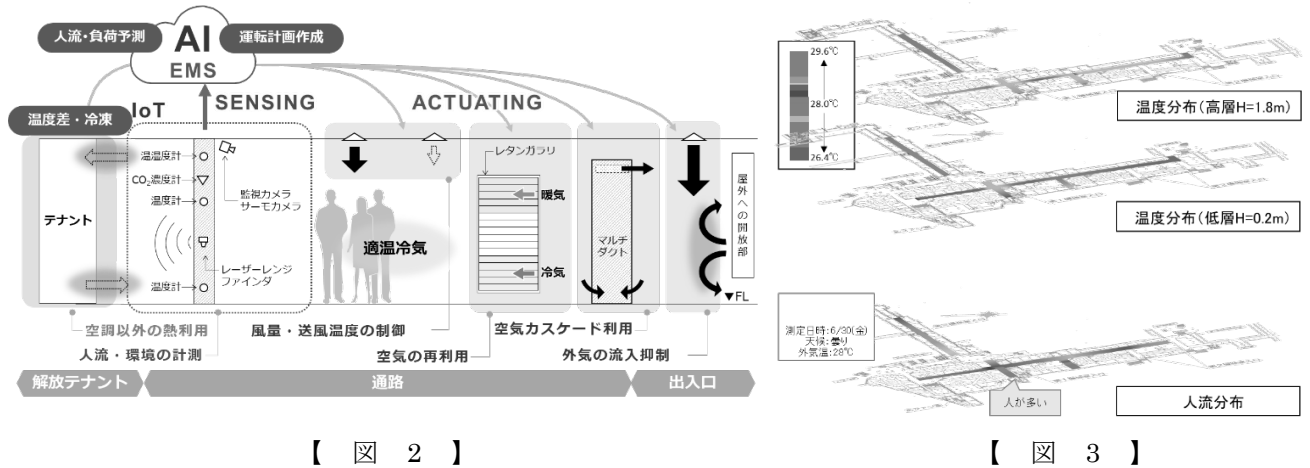 人流・負荷予測
AI
EMS
運転計画作成
温度差・冷凍
IoT
SENSING
ACTUATING
テナント
温湿度計
CO₂濃度計
温度計
温度計
監視カメラ
サーモカメラ
レーザーレンジ
ファインダ
適温冷気
レタンガラリ
暖気
冷気
マルチ
ダクト
屋外への開放部
▼FL
空調以外の熱利用
人流・環境の計測
風量・送風温度の制御
空気の再利用
空気カスケード利用
外気の流入抑制
解放テナント
通路
出入口
【 図 2 】
29.6℃
28.0℃
26.4℃
温度分布(高層H=1.8m)
温度分布(低層H=0.2m)
測定日時:6/30(金)
天候:曇り
外気温:28℃
人が多い
人流分布
【 図 3 】